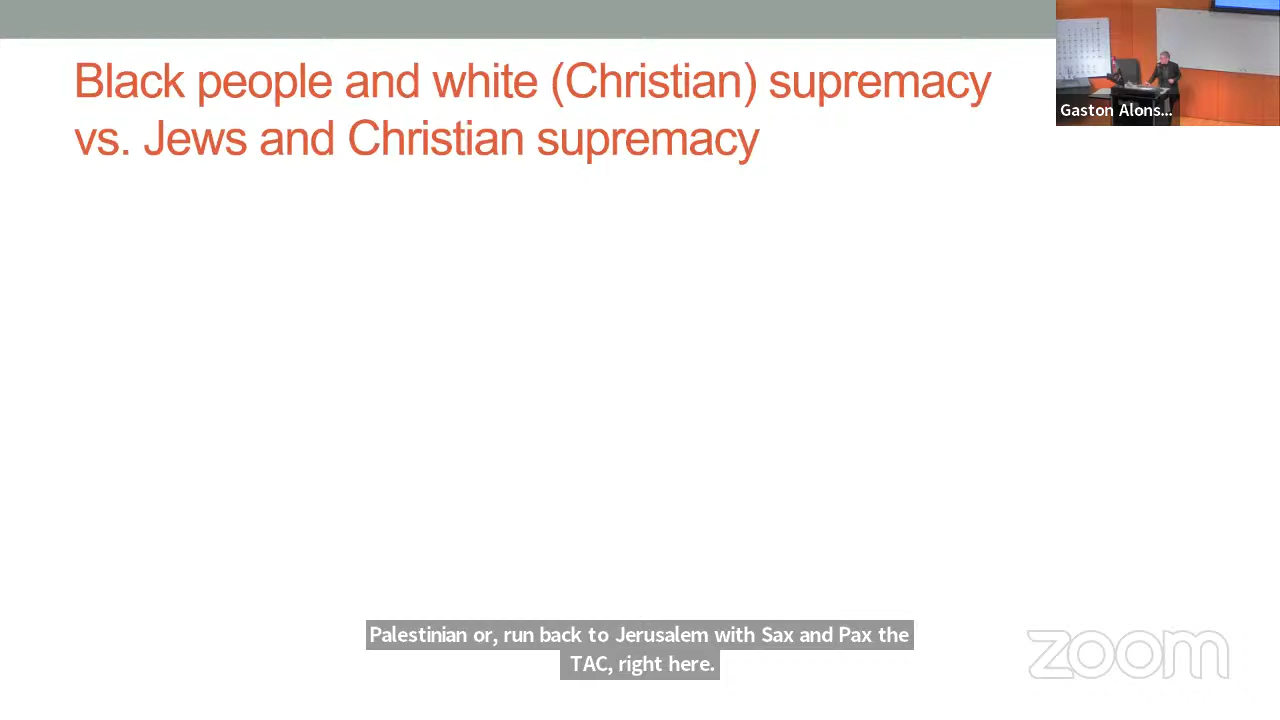 Black people and white (Christian) supremacy
vs. Jews and Christian supremacy
Gaston Alons...
Palestinian or, run back to Jerusalem with Sax and Pax the
TAC, right here.
zoom